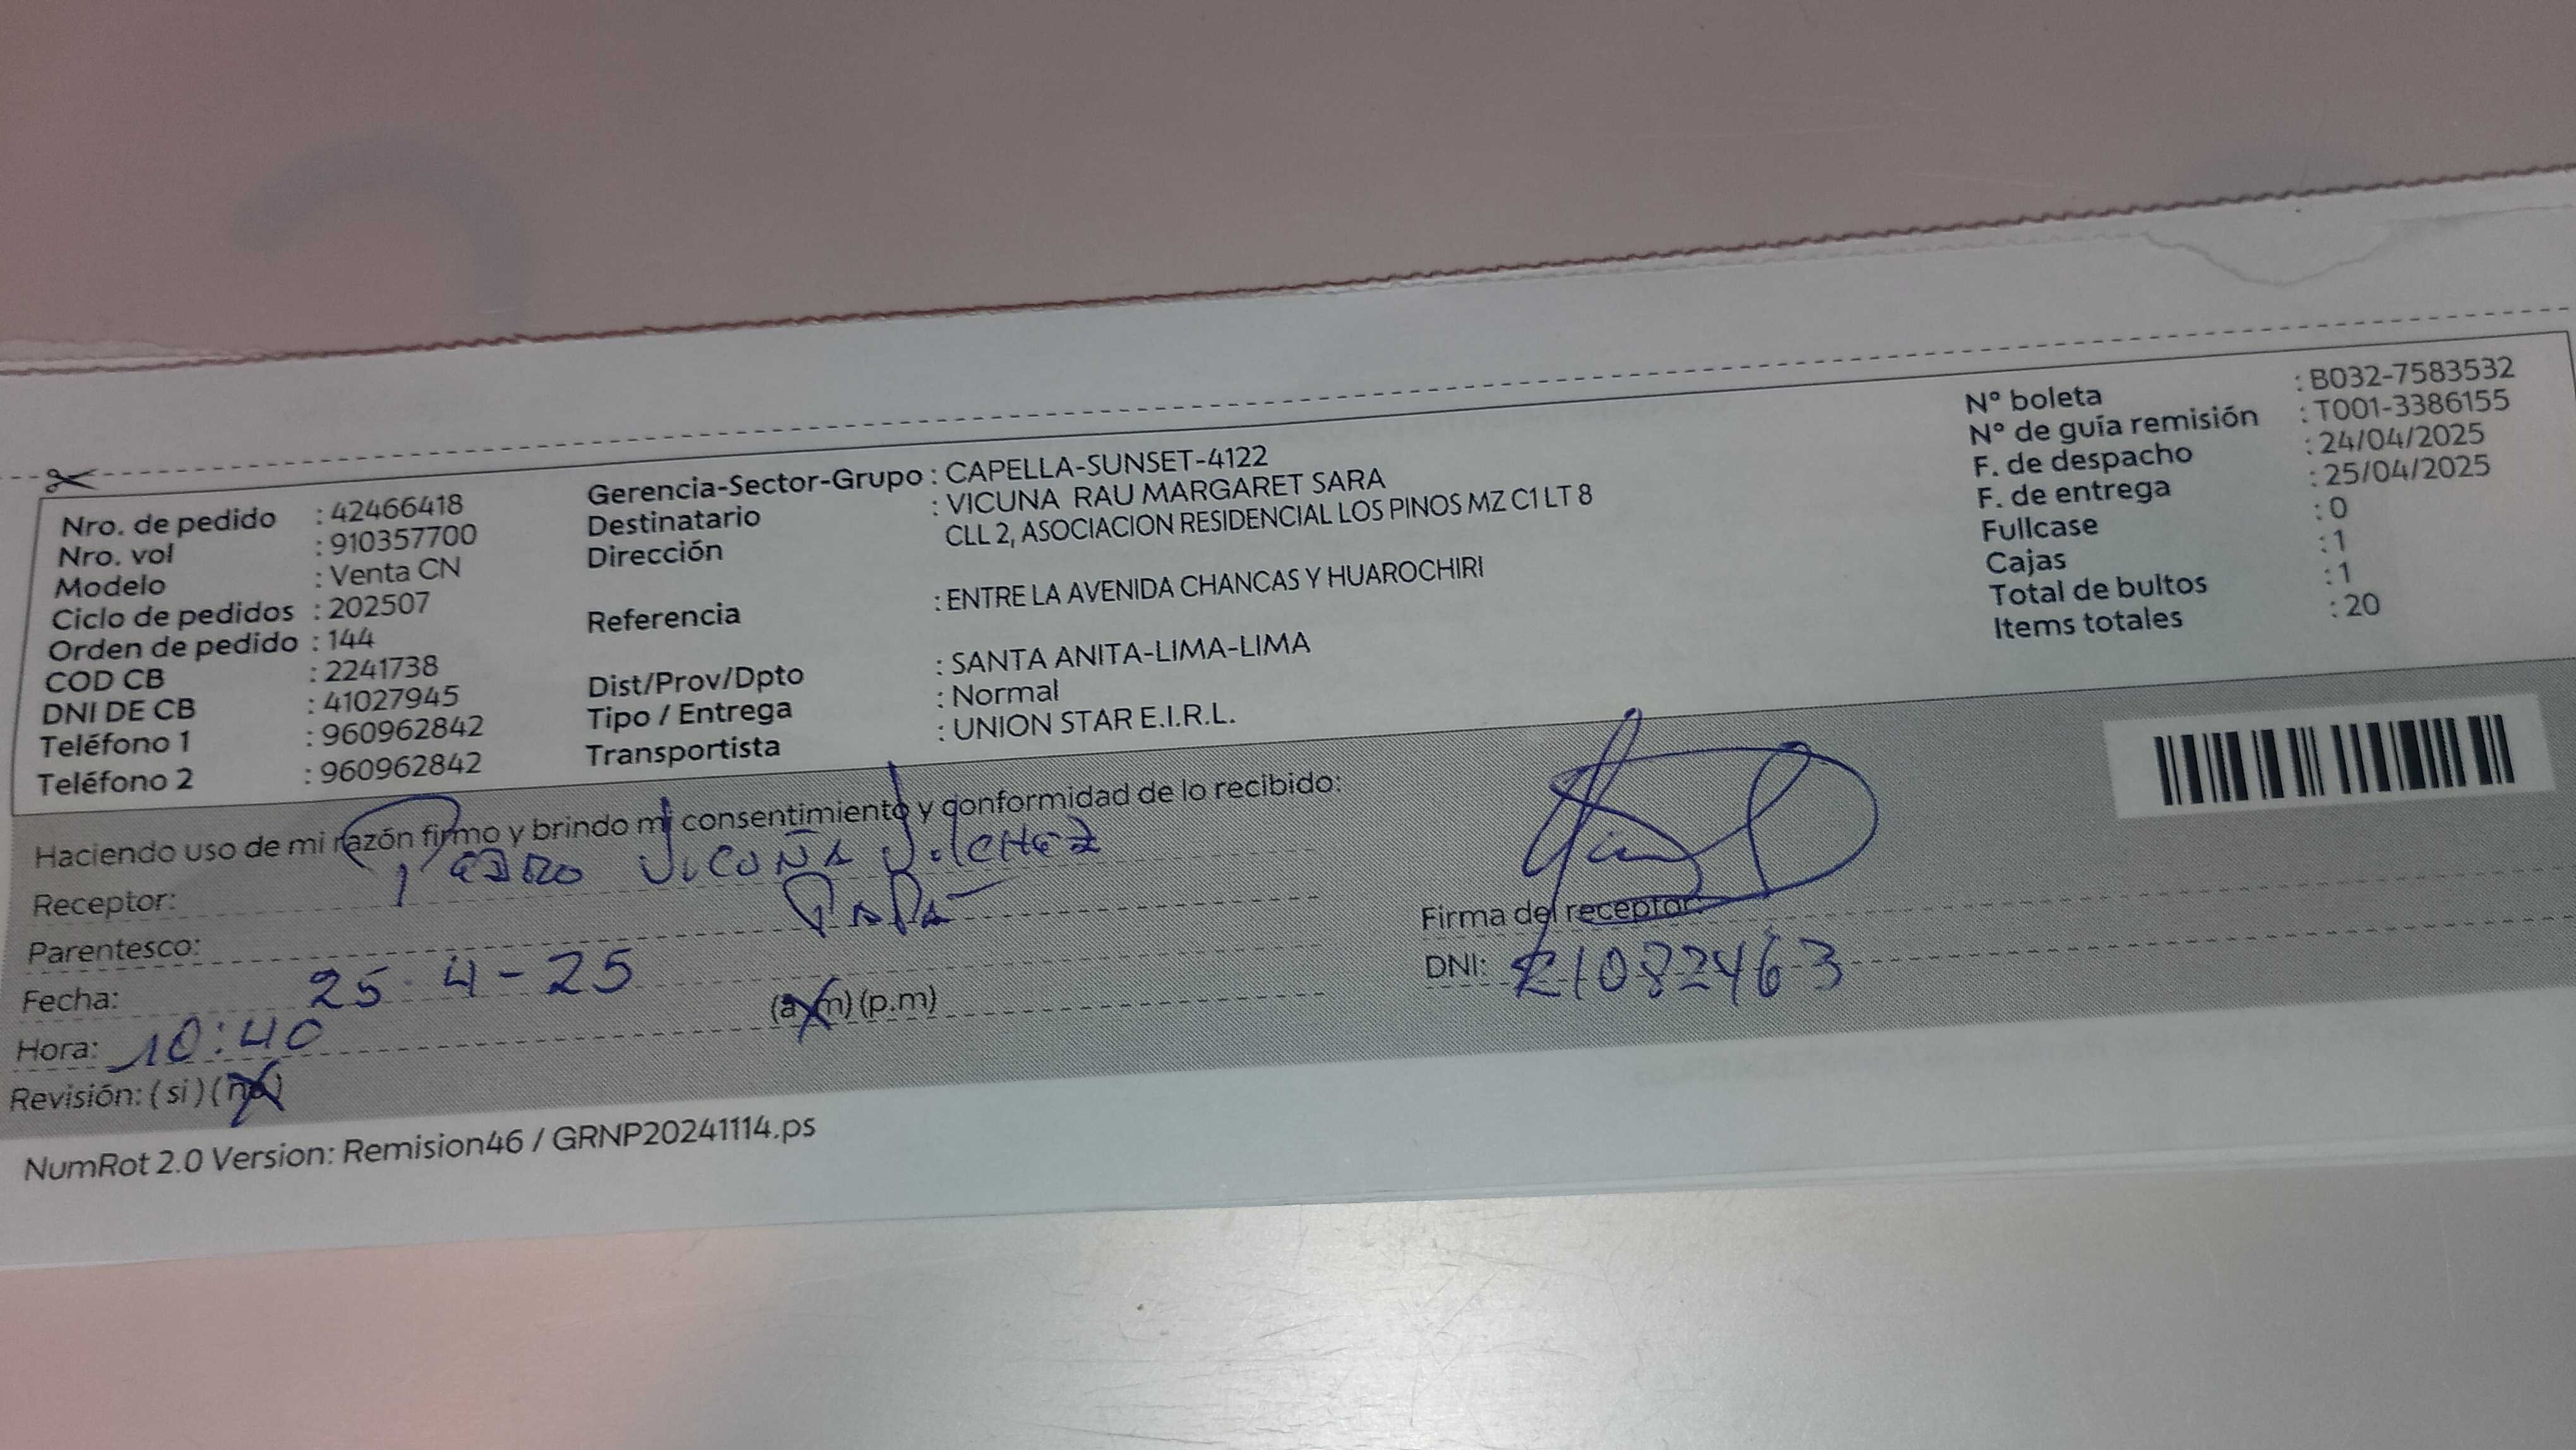 Nro. de pedido : 42466418
Nro. vol : 910357700
Modelo : Venta CN
Ciclo de pedidos : 202507
Orden de pedido : 144
COD CB : 2241738
DNI DE CB : 41027945
Teléfono 1 : 960962842
Teléfono 2 : 960962842
Gerencia-Sector-Grupo : CAPELLA-SUNSET-4122
Destinatario : VICUNA RAU MARGARET SARA
Dirección CLL 2, ASOCIACION RESIDENCIAL LOS PINOS MZ C1 LT 8
Referencia : ENTRE LA AVENIDA CHANCAS Y HUAROCHIRI
Dist/Prov/Dpto : SANTA ANITA-LIMA-LIMA
Tipo / Entrega : Normal
Transportista : UNION STAR E.I.R.L.
N° boleta : B032-7583532
N° de guía remisión : T001-3386155
F. de despacho : 24/04/2025
F. de entrega : 25/04/2025
Fullcase : 0
Cajas : 1
Total de bultos : 1
Items totales : 20
Haciendo uso de mi razón firmo y brindo mi consentimiento y conformidad de lo recibido:
Receptor: PEDRO VICUÑA
Parentesco: PAPA
Fecha: 25-4-25
Hora: 10:40 (a.m) (p.m)
Revisión: (si) (no)
Firma del receptor:
DNI: 21082463
NumRot 2.0 Version: Remision46 / GRNP20241114.ps